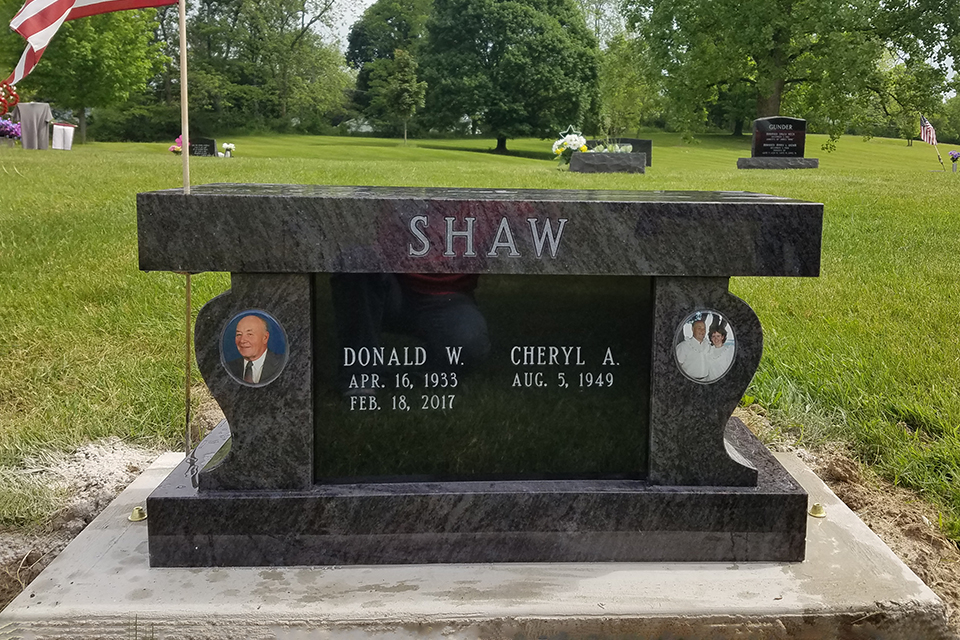 GUNDER
SHAW
DONALD W.
APR. 16, 1933
FEB. 18, 2017
CHERYL A.
AUG. 5, 1949